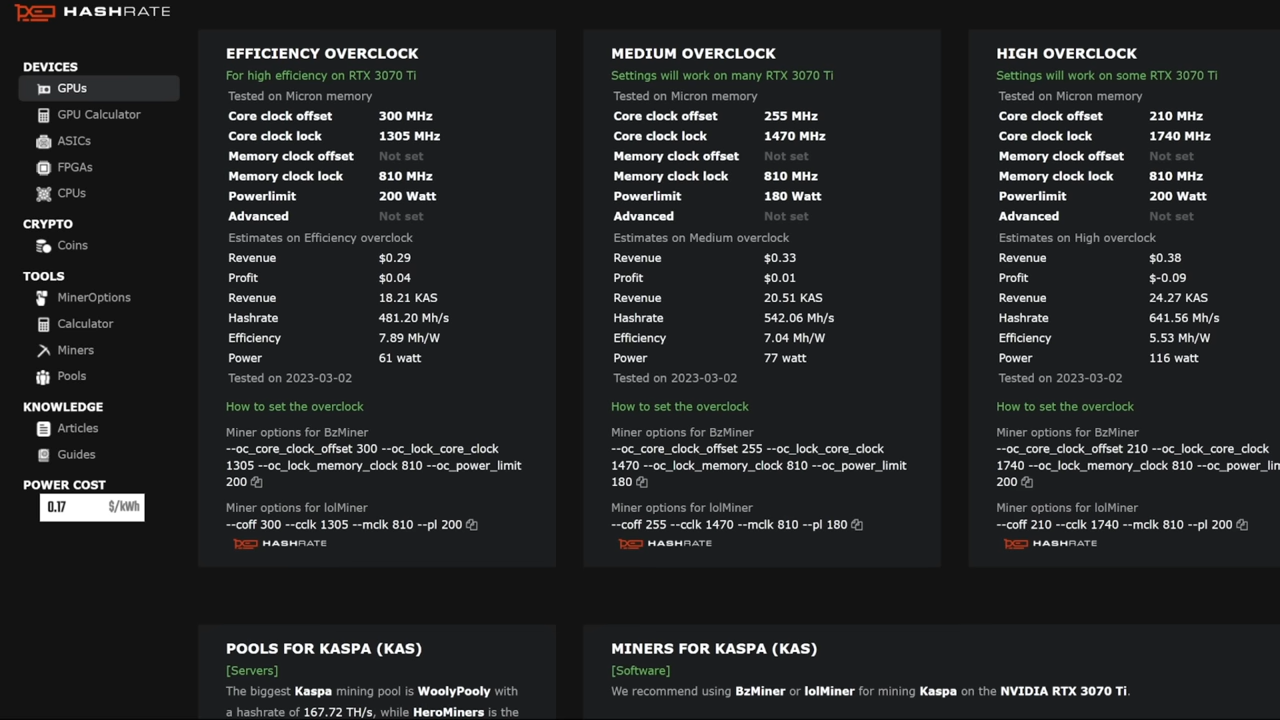 HASHRATE
DEVICES
GPUs
GPU Calculator
ASICs
FPGAs
CPUs
CRYPTO
Coins
TOOLS
MinerOptions
Calculator
Miners
Pools
KNOWLEDGE
Articles
Guides
POWER COST
0.17 $/kWh
EFFICIENCY OVERCLOCK
For high efficiency on RTX 3070 Ti
Tested on Micron memory
Core clock offset 300 MHz
Core clock lock 1305 MHz
Memory clock offset Not set
Memory clock lock 810 MHz
Powerlimit 200 Watt
Advanced Not set
Estimates on Efficiency overclock
Revenue $0.29
Profit $0.04
Revenue 18.21 KAS
Hashrate 481.20 Mh/s
Efficiency 7.89 Mh/W
Power 61 watt
Tested on 2023-03-02
How to set the overclock
Miner options for BzMiner
--oc_core_clock_offset 300 --oc_lock_core_clock
1305 --oc_lock_memory_clock 810 --oc_power_limit
200
Miner options for lolMiner
--coff 300 --cclk 1305 --mclk 810 --pl 200
HASHRATE
MEDIUM OVERCLOCK
Settings will work on many RTX 3070 Ti
Tested on Micron memory
Core clock offset 255 MHz
Core clock lock 1470 MHz
Memory clock offset Not set
Memory clock lock 810 MHz
Powerlimit 180 Watt
Advanced Not set
Estimates on Medium overclock
Revenue $0.33
Profit $0.01
Revenue 20.51 KAS
Hashrate 542.06 Mh/s
Efficiency 7.04 Mh/W
Power 77 watt
Tested on 2023-03-02
How to set the overclock
Miner options for BzMiner
--oc_core_clock_offset 255 --oc_lock_core_clock
1470 --oc_lock_memory_clock 810 --oc_power_limit
180
Miner options for lolMiner
--coff 255 --cclk 1470 --mclk 810 --pl 180
HASHRATE
HIGH OVERCLOCK
Settings will work on some RTX 3070 Ti
Tested on Micron memory
Core clock offset 210 MHz
Core clock lock 1740 MHz
Memory clock offset Not set
Memory clock lock 810 MHz
Powerlimit 200 Watt
Advanced Not set
Estimates on High overclock
Revenue $0.38
Profit $-0.09
Revenue 24.27 KAS
Hashrate 641.56 Mh/s
Efficiency 5.53 Mh/W
Power 116 watt
Tested on 2023-03-02
How to set the overclock
Miner options for BzMiner
--oc_core_clock_offset 210 --oc_lock_core_clock
1740 --oc_lock_memory_clock 810 --oc_power_lin
200
Miner options for lolMiner
--coff 210 --cclk 1740 --mclk 810 --pl 200
HASHRATE
POOLS FOR KASPA (KAS)
[Servers]
The biggest Kaspa mining pool is WoolyPooly with
a hashrate of 167.72 TH/s, while HeroMiners is the
MINERS FOR KASPA (KAS)
[Software]
We recommend using BzMiner or lolMiner for mining Kaspa on the NVIDIA RTX 3070 Ti.